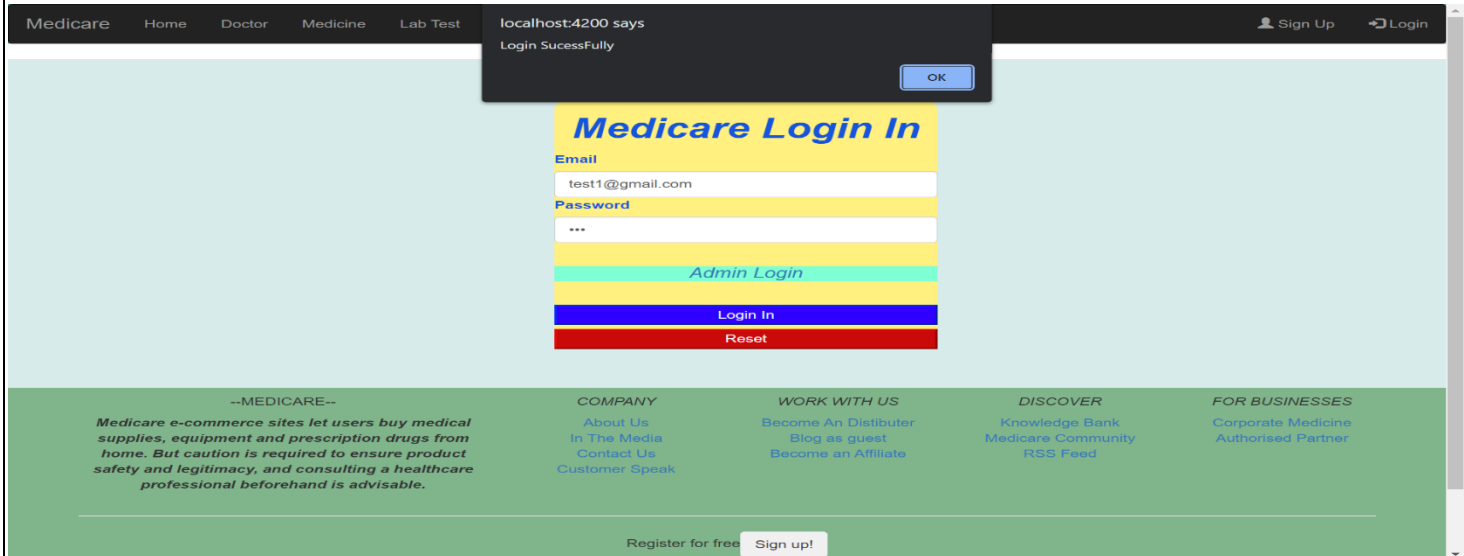 Medicare Home Doctor Medicine Lab Test
Sign Up Login
localhost:4200 says
Login SucessFully
OK
Medicare Login In
Email
test1@gmail.com
Password
•••
Admin Login
Login In
Reset
--MEDICARE--
Medicare e-commerce sites let users buy medical
supplies, equipment and prescription drugs from
home. But caution is required to ensure product
safety and legitimacy, and consulting a healthcare
professional beforehand is advisable.
COMPANY
About Us
In The Media
Contact Us
Customer Speak
WORK WITH US
Become An Distibuter
Blog as guest
Become an Affiliate
DISCOVER
Knowledge Bank
Medicare Community
RSS Feed
FOR BUSINESSES
Corporate Medicine
Authorised Partner
Register for free Sign up!